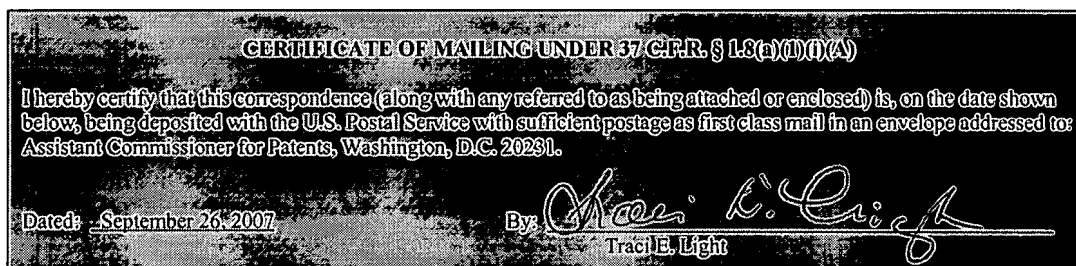 CERTIFICATE OF MAILING UNDER 37 C.F.R. § 1.8(a)(1)(i)(A)
I hereby certify that this correspondence (along with any referred to as being attached or enclosed) is, on the date shown
below, being deposited with the U.S. Postal Service with sufficient postage as first class mail in an envelope addressed to:
Assistant Commissioner for Patents, Washington, D.C. 20231.
Dated: September 26, 2007 By:
Traci E. Light